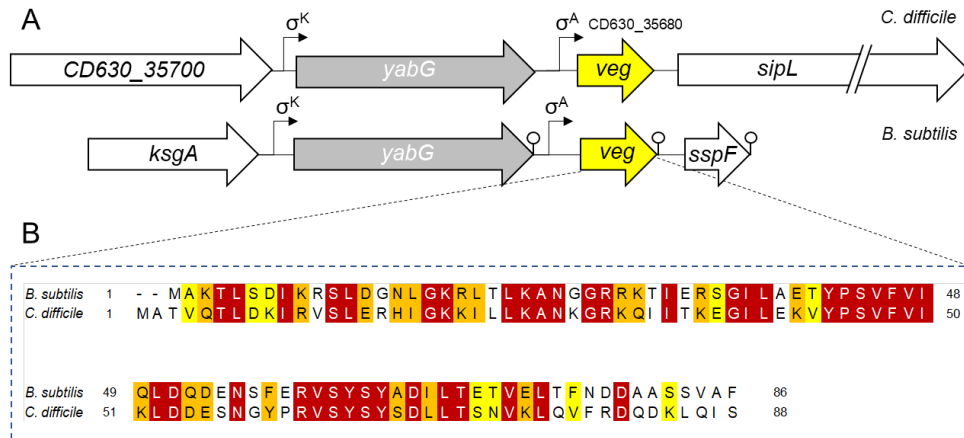 A
σK σA CD630_35680 C. difficile
CD630_35700 yabG veg sipL
σK σA B. subtilis
ksgA yabG veg sspF
B
B. subtilis 1 - - M A K T L S D I K R S L D G N L G K R L T L K A N G G R R K T I E R S G I L A E T Y P S V F V I 48
C. difficile 1 M A T V Q T L D K I R V S L E R H I G K K I L L K A N K G R K Q I I T K E G I L E K V Y P S V F V I 50
B. subtilis 49 Q L D Q D E N S F E R V S Y S Y A D I L T E T V E L T F N D D A A S S V A F 86
C. difficile 51 K L D D E S N G Y P R V S Y S Y S D L L T S N V K L Q V F R D Q D K L Q I S 88